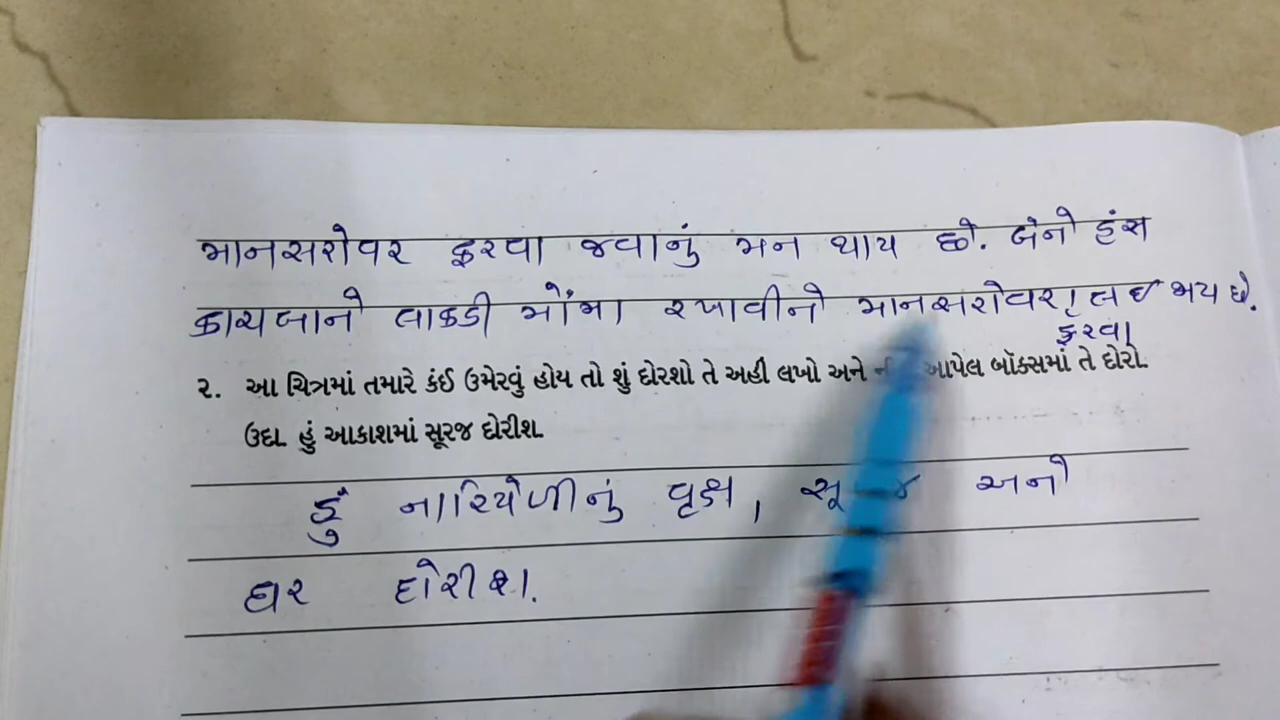 માનસરોવર ફરવા જવાનું મન થાય છે. બંને હંસ
કાચબાને લાકડી મોંમા રખાવીને માનસરોવર લઈ જાય છે.
ફરવા
૨. આ ચિત્રમાં તમારે કંઈ ઉમેરવું હોય તો શું દોરશો તે અહીં લખો અને આપેલ બૉક્સમાં તે દોરો.
ઉદા. હું આકાશમાં સૂરજ દોરીશ.
હું નારિયેળીનું વૃક્ષ, અને
ઘર દોરીશ.